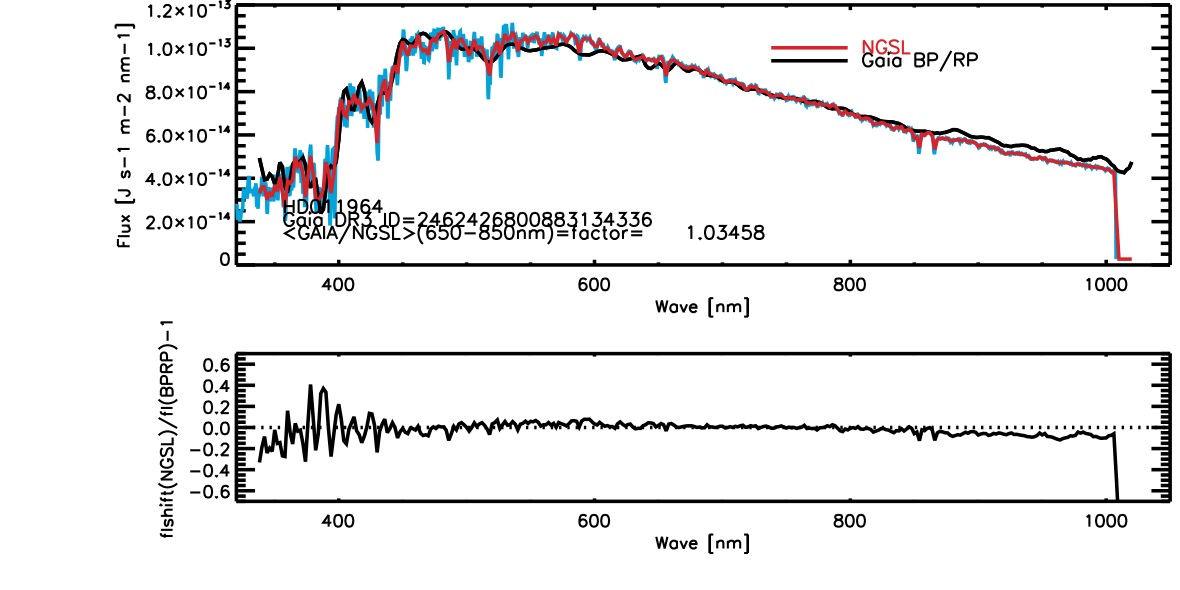 1.2×10⁻¹³
1.0×10⁻¹³
8.0×10⁻¹⁴
6.0×10⁻¹⁴
4.0×10⁻¹⁴
2.0×10⁻¹⁴
0
Flux [J s−1 m−2 nm−1]
NGSL
Gaia BP/RP
HD011964
Gaia DR3 ID=2462426800883134336
<GAIA/NGSL>(650−850nm)=factor= 1.03458
400 600 800 1000
Wave [nm]
0.6
0.4
0.2
0.0
−0.2
−0.4
−0.6
flshift(NGSL)/fl(BPRP)−1
400 600 800 1000
Wave [nm]